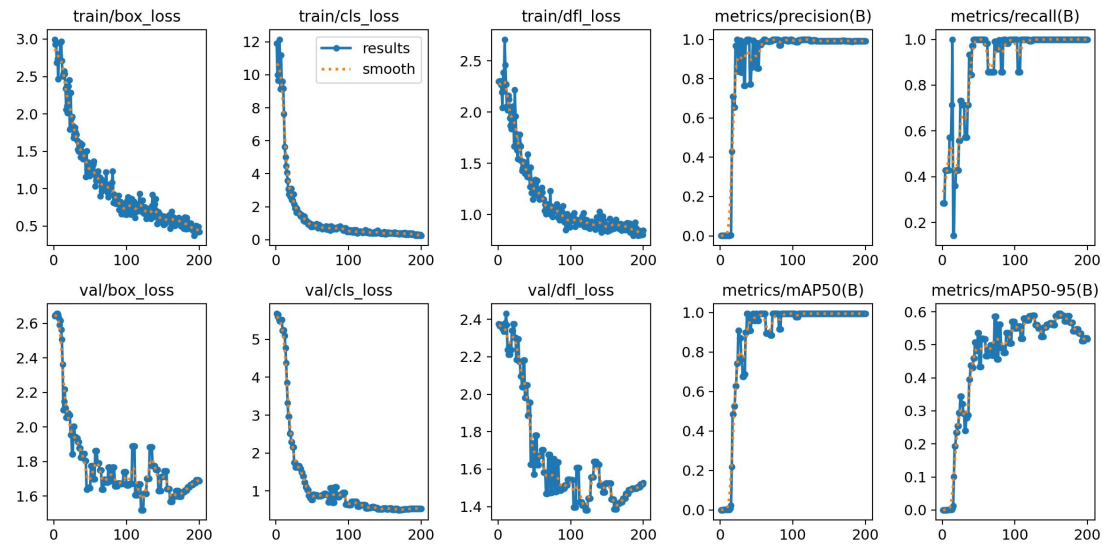 train/box_loss
train/cls_loss
train/dfl_loss
metrics/precision(B)
metrics/recall(B)
3.0
2.5
2.0
1.5
1.0
0.5
0 100 200
12
10
8
6
4
2
0
results
smooth
0 100 200
2.5
2.0
1.5
1.0
0 100 200
1.0
0.8
0.6
0.4
0.2
0.0
0 100 200
1.0
0.8
0.6
0.4
0.2
0 100 200
val/box_loss
val/cls_loss
val/dfl_loss
metrics/mAP50(B)
metrics/mAP50-95(B)
2.6
2.4
2.2
2.0
1.8
1.6
0 100 200
5
4
3
2
1
0 100 200
2.4
2.2
2.0
1.8
1.6
1.4
0 100 200
1.0
0.8
0.6
0.4
0.2
0.0
0 100 200
0.6
0.5
0.4
0.3
0.2
0.1
0.0
0 100 200